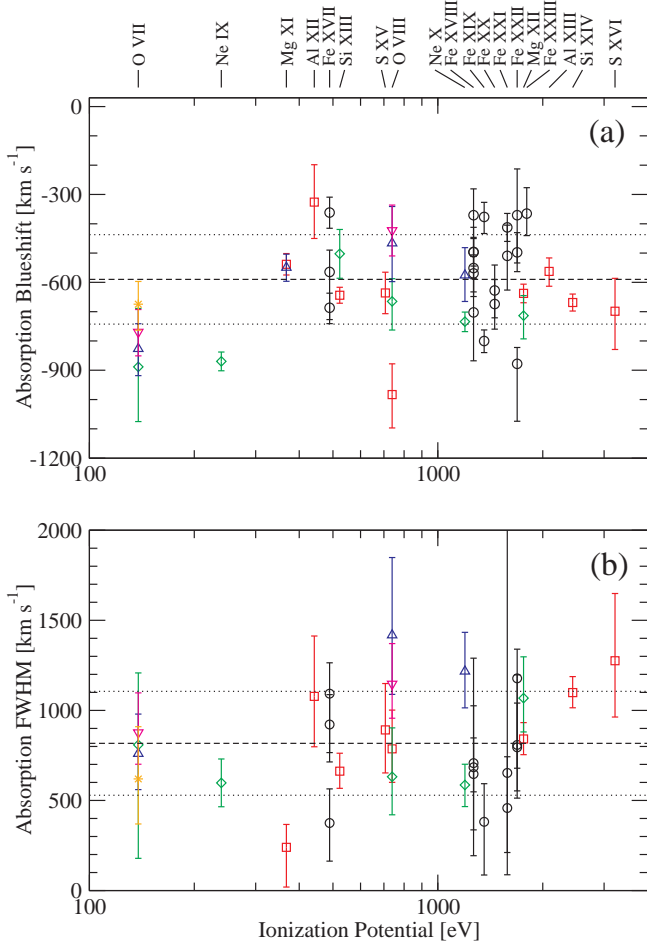 O VII
Ne IX
Mg XI
Al XII
Fe XVII
Si XIII
S XV
O VIII
Ne X
Fe XVIII
Fe XIX
Fe XX
Fe XXI
Fe XXII
Mg XII
Fe XXIII
Al XIII
Si XIV
S XVI
(a)
Absorption Blueshift [km s⁻¹]
0
-300
-600
-900
-1200
100
1000
(b)
Absorption FWHM [km s⁻¹]
2000
1500
1000
500
0
100
1000
Ionization Potential [eV]